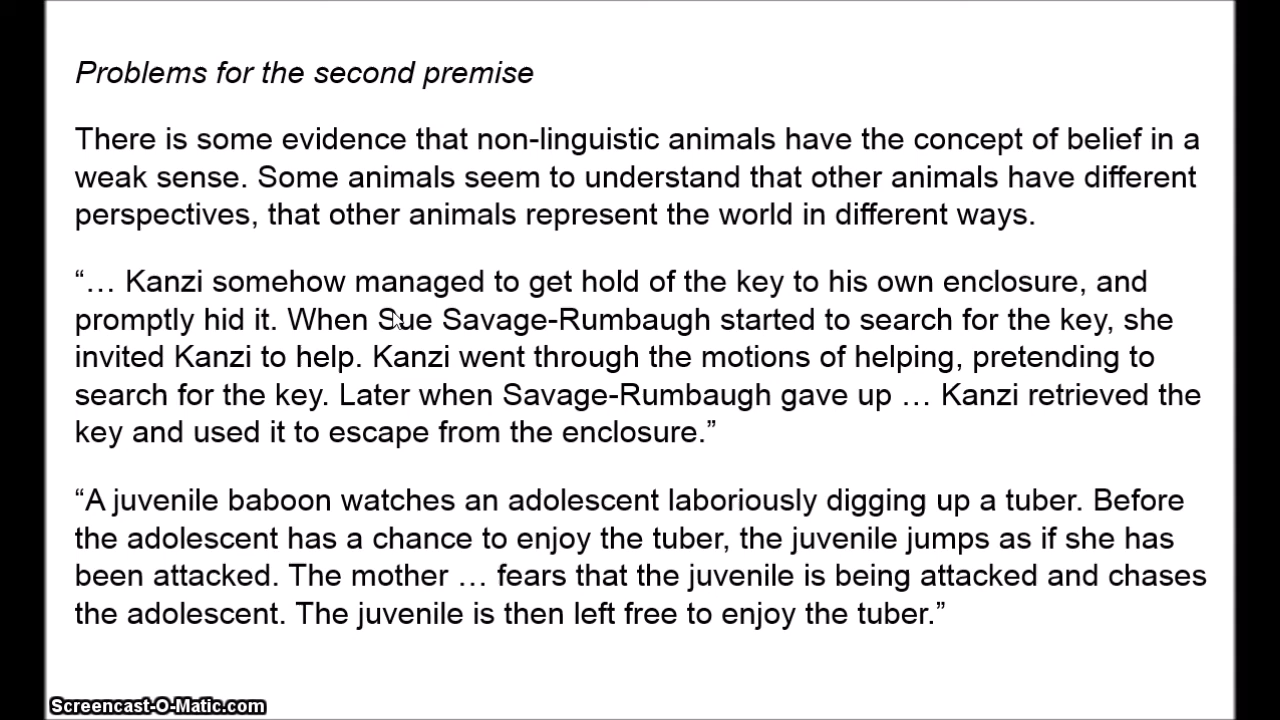 Problems for the second premise
There is some evidence that non-linguistic animals have the concept of belief in a
weak sense. Some animals seem to understand that other animals have different
perspectives, that other animals represent the world in different ways.
“… Kanzi somehow managed to get hold of the key to his own enclosure, and
promptly hid it. When Sue Savage-Rumbaugh started to search for the key, she
invited Kanzi to help. Kanzi went through the motions of helping, pretending to
search for the key. Later when Savage-Rumbaugh gave up … Kanzi retrieved the
key and used it to escape from the enclosure.”
“A juvenile baboon watches an adolescent laboriously digging up a tuber. Before
the adolescent has a chance to enjoy the tuber, the juvenile jumps as if she has
been attacked. The mother … fears that the juvenile is being attacked and chases
the adolescent. The juvenile is then left free to enjoy the tuber.”
Screencast-O-Matic.com